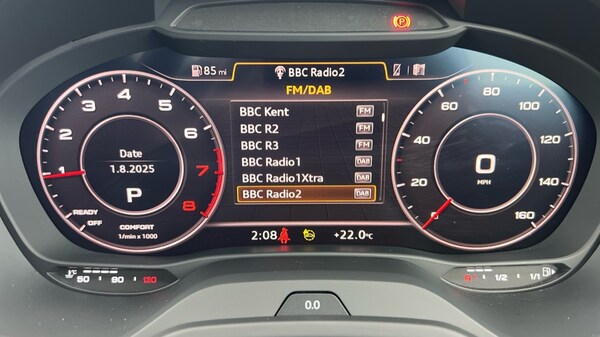 (P)
85 mi
BBC Radio2
FM/DAB
BBC Kent FM
BBC R2 FM
BBC R3 FM
BBC Radio1 DAB
BBC Radio1Xtra DAB
BBC Radio2 DAB
1 2 3 4 5 6 7 8
Date
1.8.2025
P
READY
OFF
COMFORT
1/min x 1000
0 20 40 60 80 100 120 140 160
0
MPH
2:08
+22.0°C
°C
50 90 130
1/2 1/1
0.0